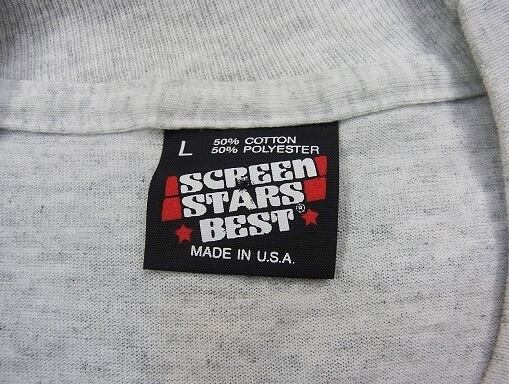 L 50% COTTON
50% POLYESTER
SCREEN
STARS
BEST®
MADE IN U.S.A.